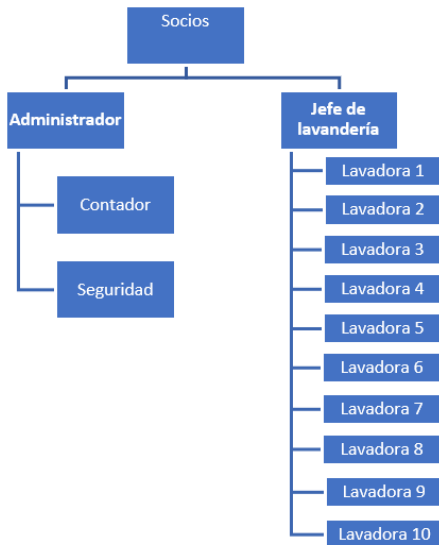 Socios
Administrador
Contador
Seguridad
Jefe de
lavandería
Lavadora 1
Lavadora 2
Lavadora 3
Lavadora 4
Lavadora 5
Lavadora 6
Lavadora 7
Lavadora 8
Lavadora 9
Lavadora 10